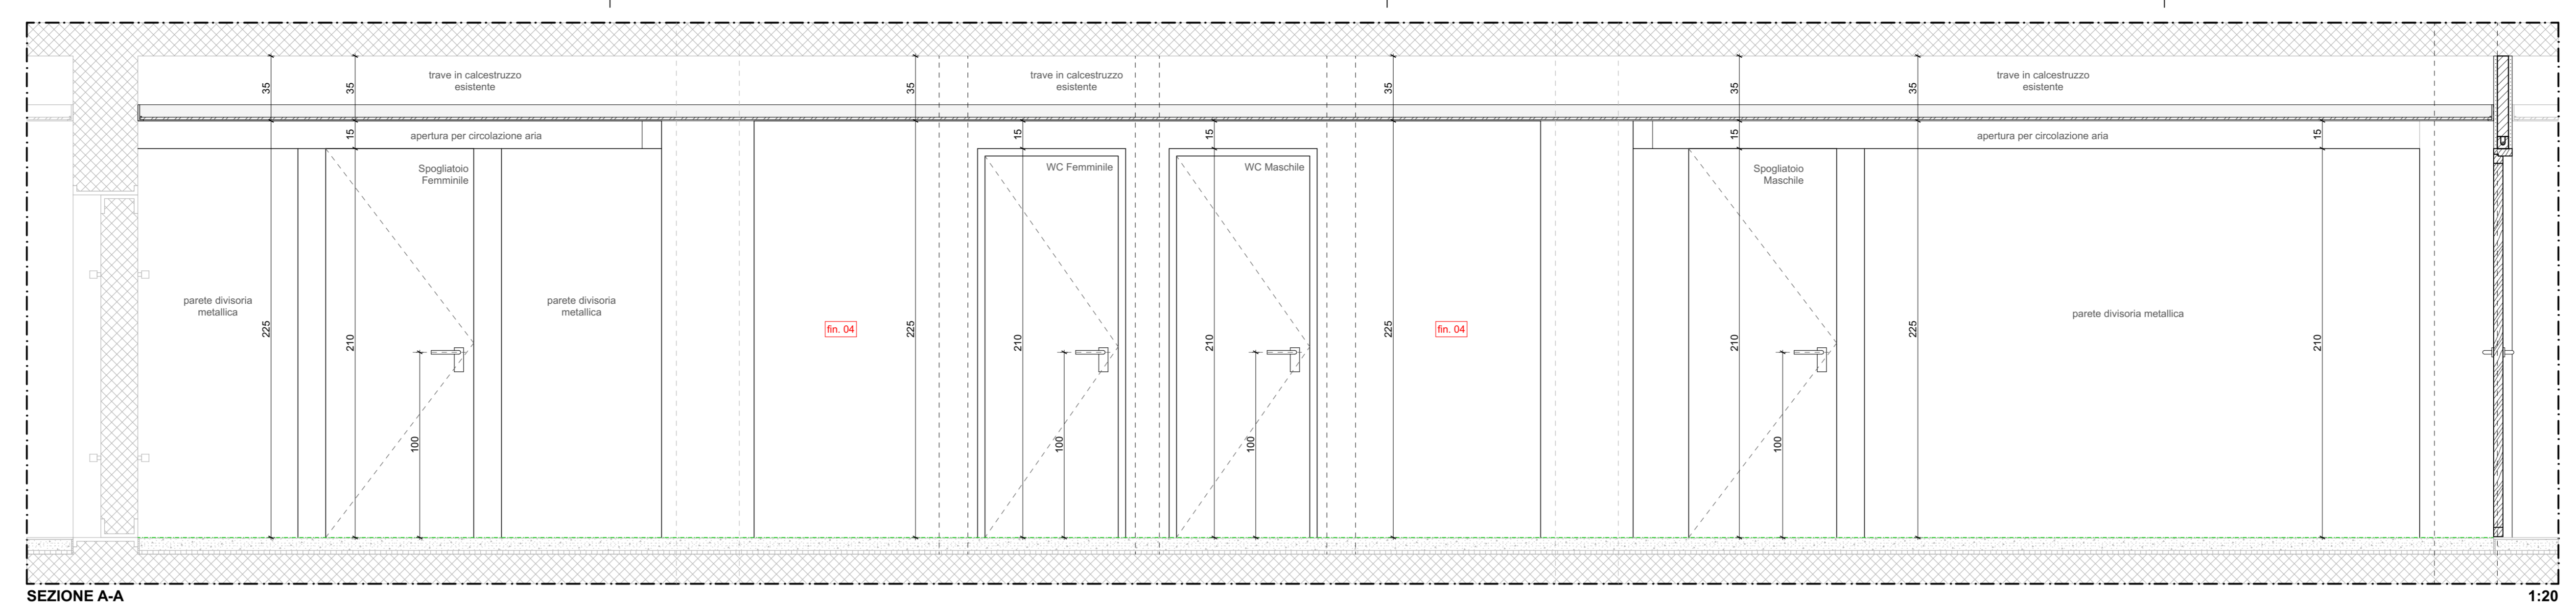 trave in calcestruzzo
esistente
trave in calcestruzzo
esistente
trave in calcestruzzo
esistente
35
35
35
35
35
35
apertura per circolazione aria
apertura per circolazione aria
15
15
15
15
15
Spogliatoio
Femminile
WC Femminile
WC Maschile
Spogliatoio
Maschile
parete divisoria
metallica
parete divisoria
metallica
parete divisoria metallica
fin. 04
fin. 04
225
210
225
210
210
225
210
225
210
100
100
100
100
SEZIONE A-A
1:20